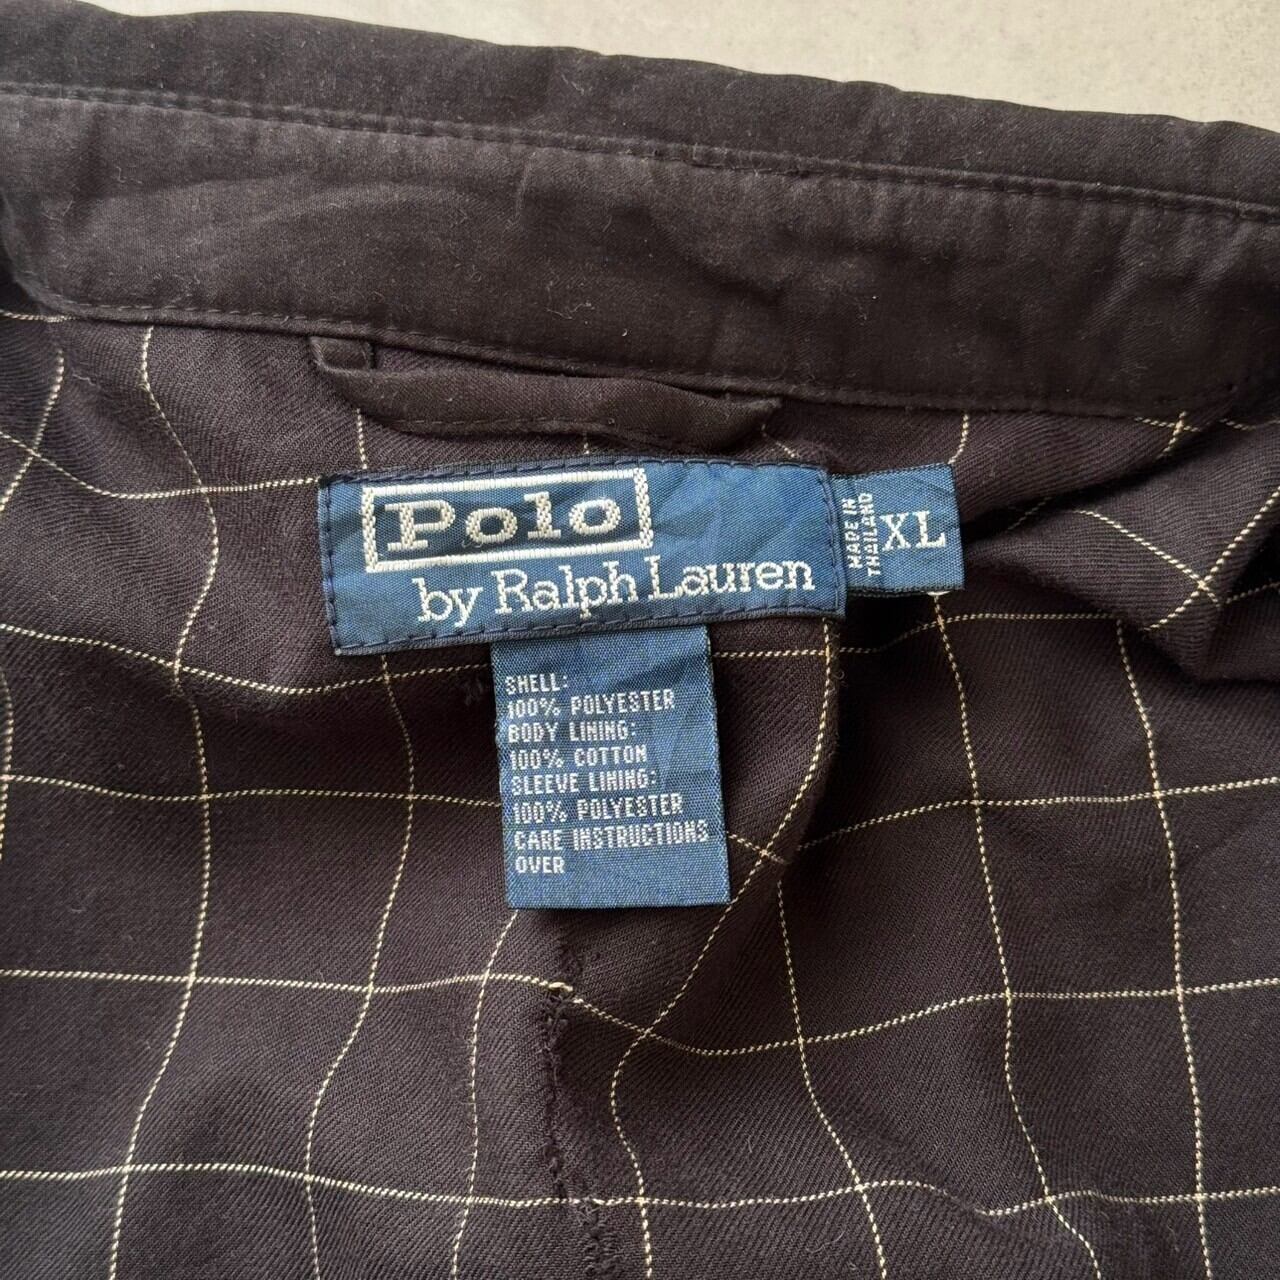 Polo
by Ralph Lauren
MADE IN
THAILAND
XL
SHELL:
100% POLYESTER
BODY LINING:
100% COTTON
SLEEVE LINING:
100% POLYESTER
CARE INSTRUCTIONS
OVER